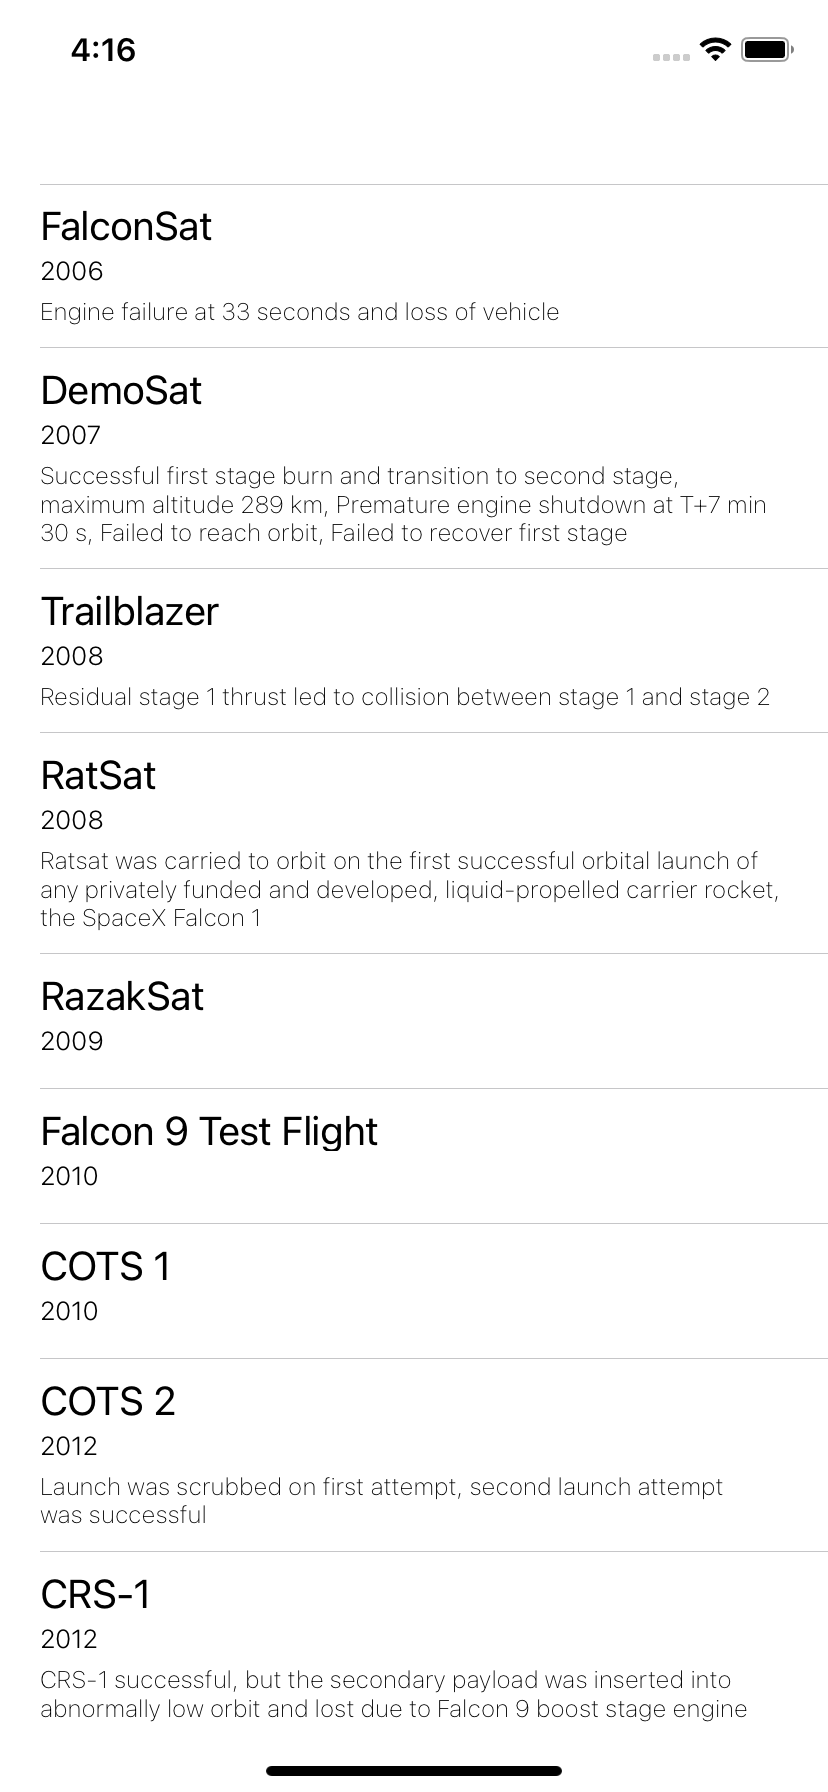 4:16
FalconSat
2006
Engine failure at 33 seconds and loss of vehicle
DemoSat
2007
Successful first stage burn and transition to second stage,
maximum altitude 289 km, Premature engine shutdown at T+7 min
30 s, Failed to reach orbit, Failed to recover first stage
Trailblazer
2008
Residual stage 1 thrust led to collision between stage 1 and stage 2
RatSat
2008
Ratsat was carried to orbit on the first successful orbital launch of
any privately funded and developed, liquid-propelled carrier rocket,
the SpaceX Falcon 1
RazakSat
2009
Falcon 9 Test Flight
2010
COTS 1
2010
COTS 2
2012
Launch was scrubbed on first attempt, second launch attempt
was successful
CRS-1
2012
CRS-1 successful, but the secondary payload was inserted into
abnormally low orbit and lost due to Falcon 9 boost stage engine